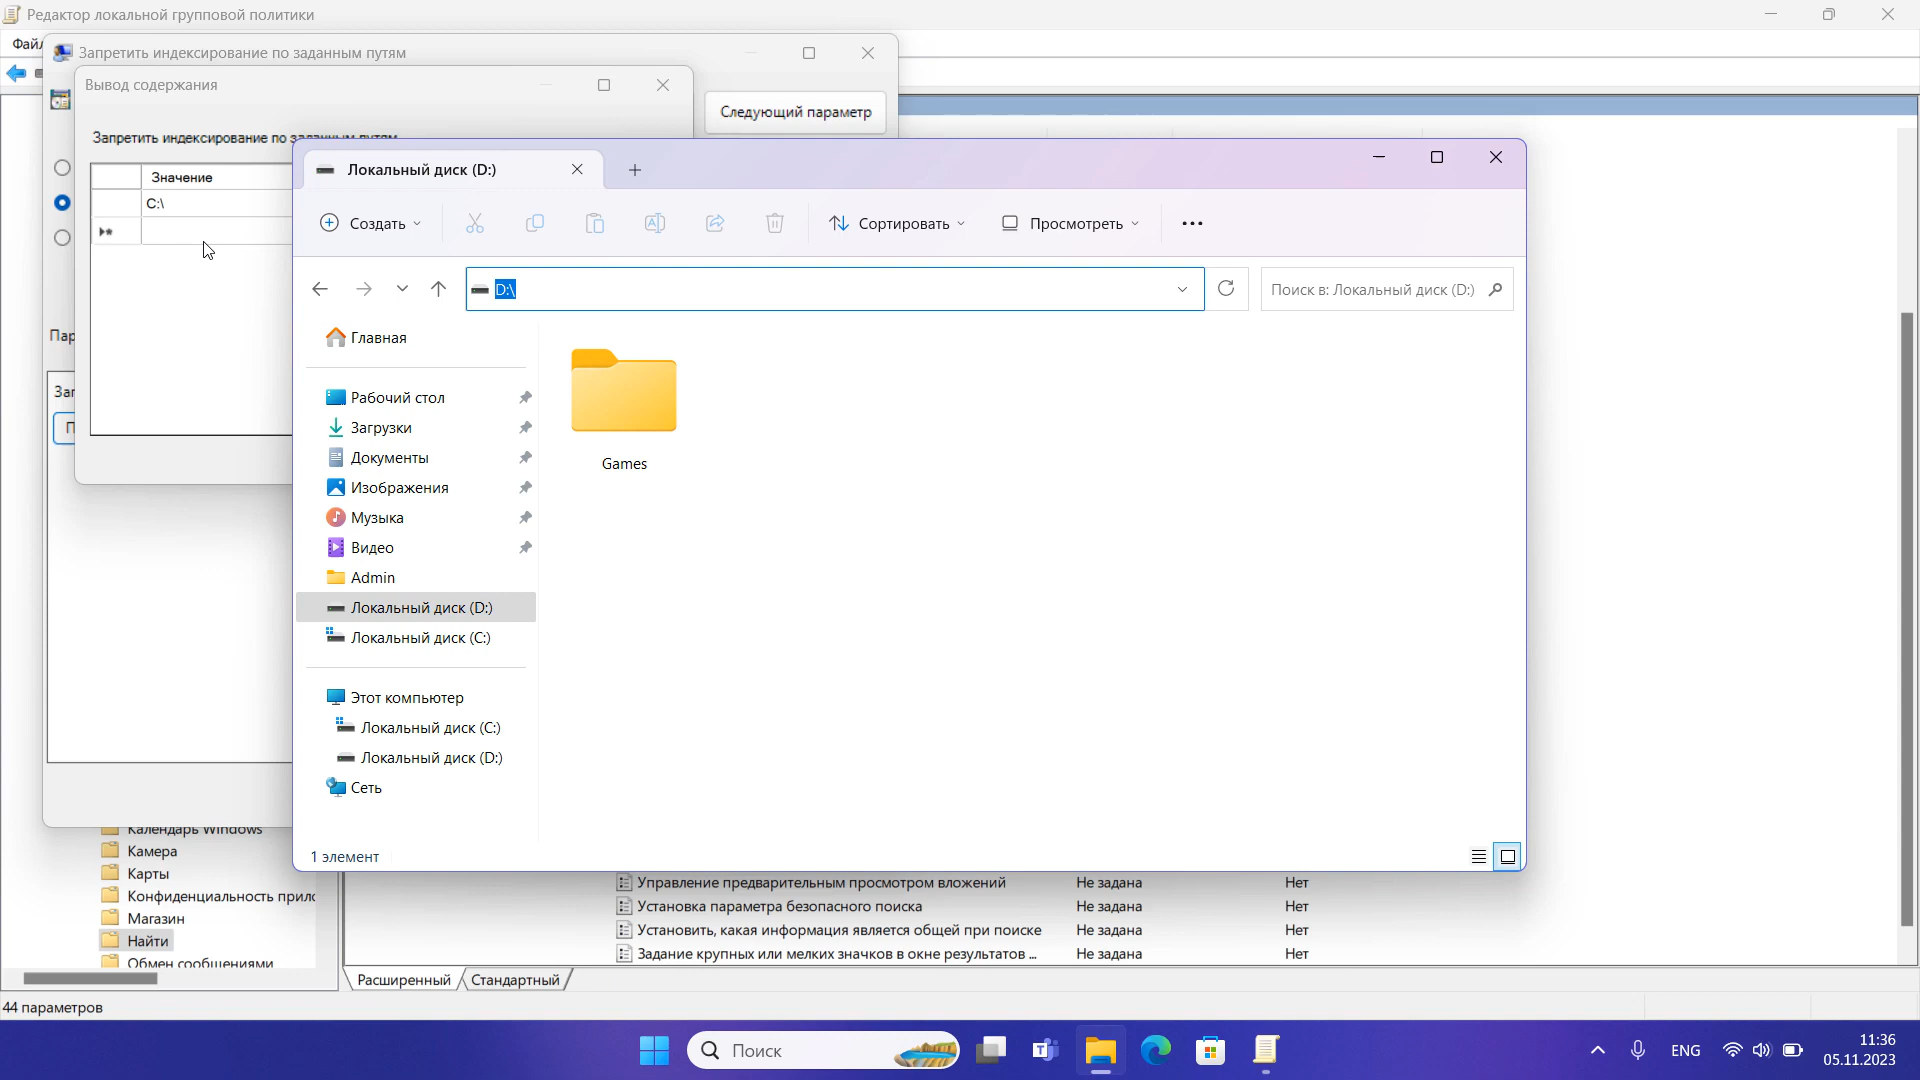 Редактор локальной групповой политики
Запретить индексирование по заданным путям
Вывод содержания
Следующий параметр
Запретить индексирование по заданным путям
Значение
C:\
Локальный диск (D:)
Создать
Сортировать
Просмотреть
D:\
Поиск в: Локальный диск (D:)
Главная
Рабочий стол
Загрузки
Документы
Изображения
Музыка
Видео
Admin
Локальный диск (D:)
Локальный диск (C:)
Этот компьютер
Локальный диск (C:)
Локальный диск (D:)
Сеть
Games
1 элемент
Календарь Windows
Камера
Карты
Конфиденциальность
Магазин
Найти
Обмен сообщениями
Управление предварительным просмотром вложений Не задана Нет
Установка параметра безопасного поиска Не задана Нет
Установить, какая информация является общей при поиске Не задана Нет
Задание крупных или мелких значков в окне результатов ... Не задана Нет
Расширенный Стандартный
44 параметров
Поиск
ENG
11:36
05.11.2023